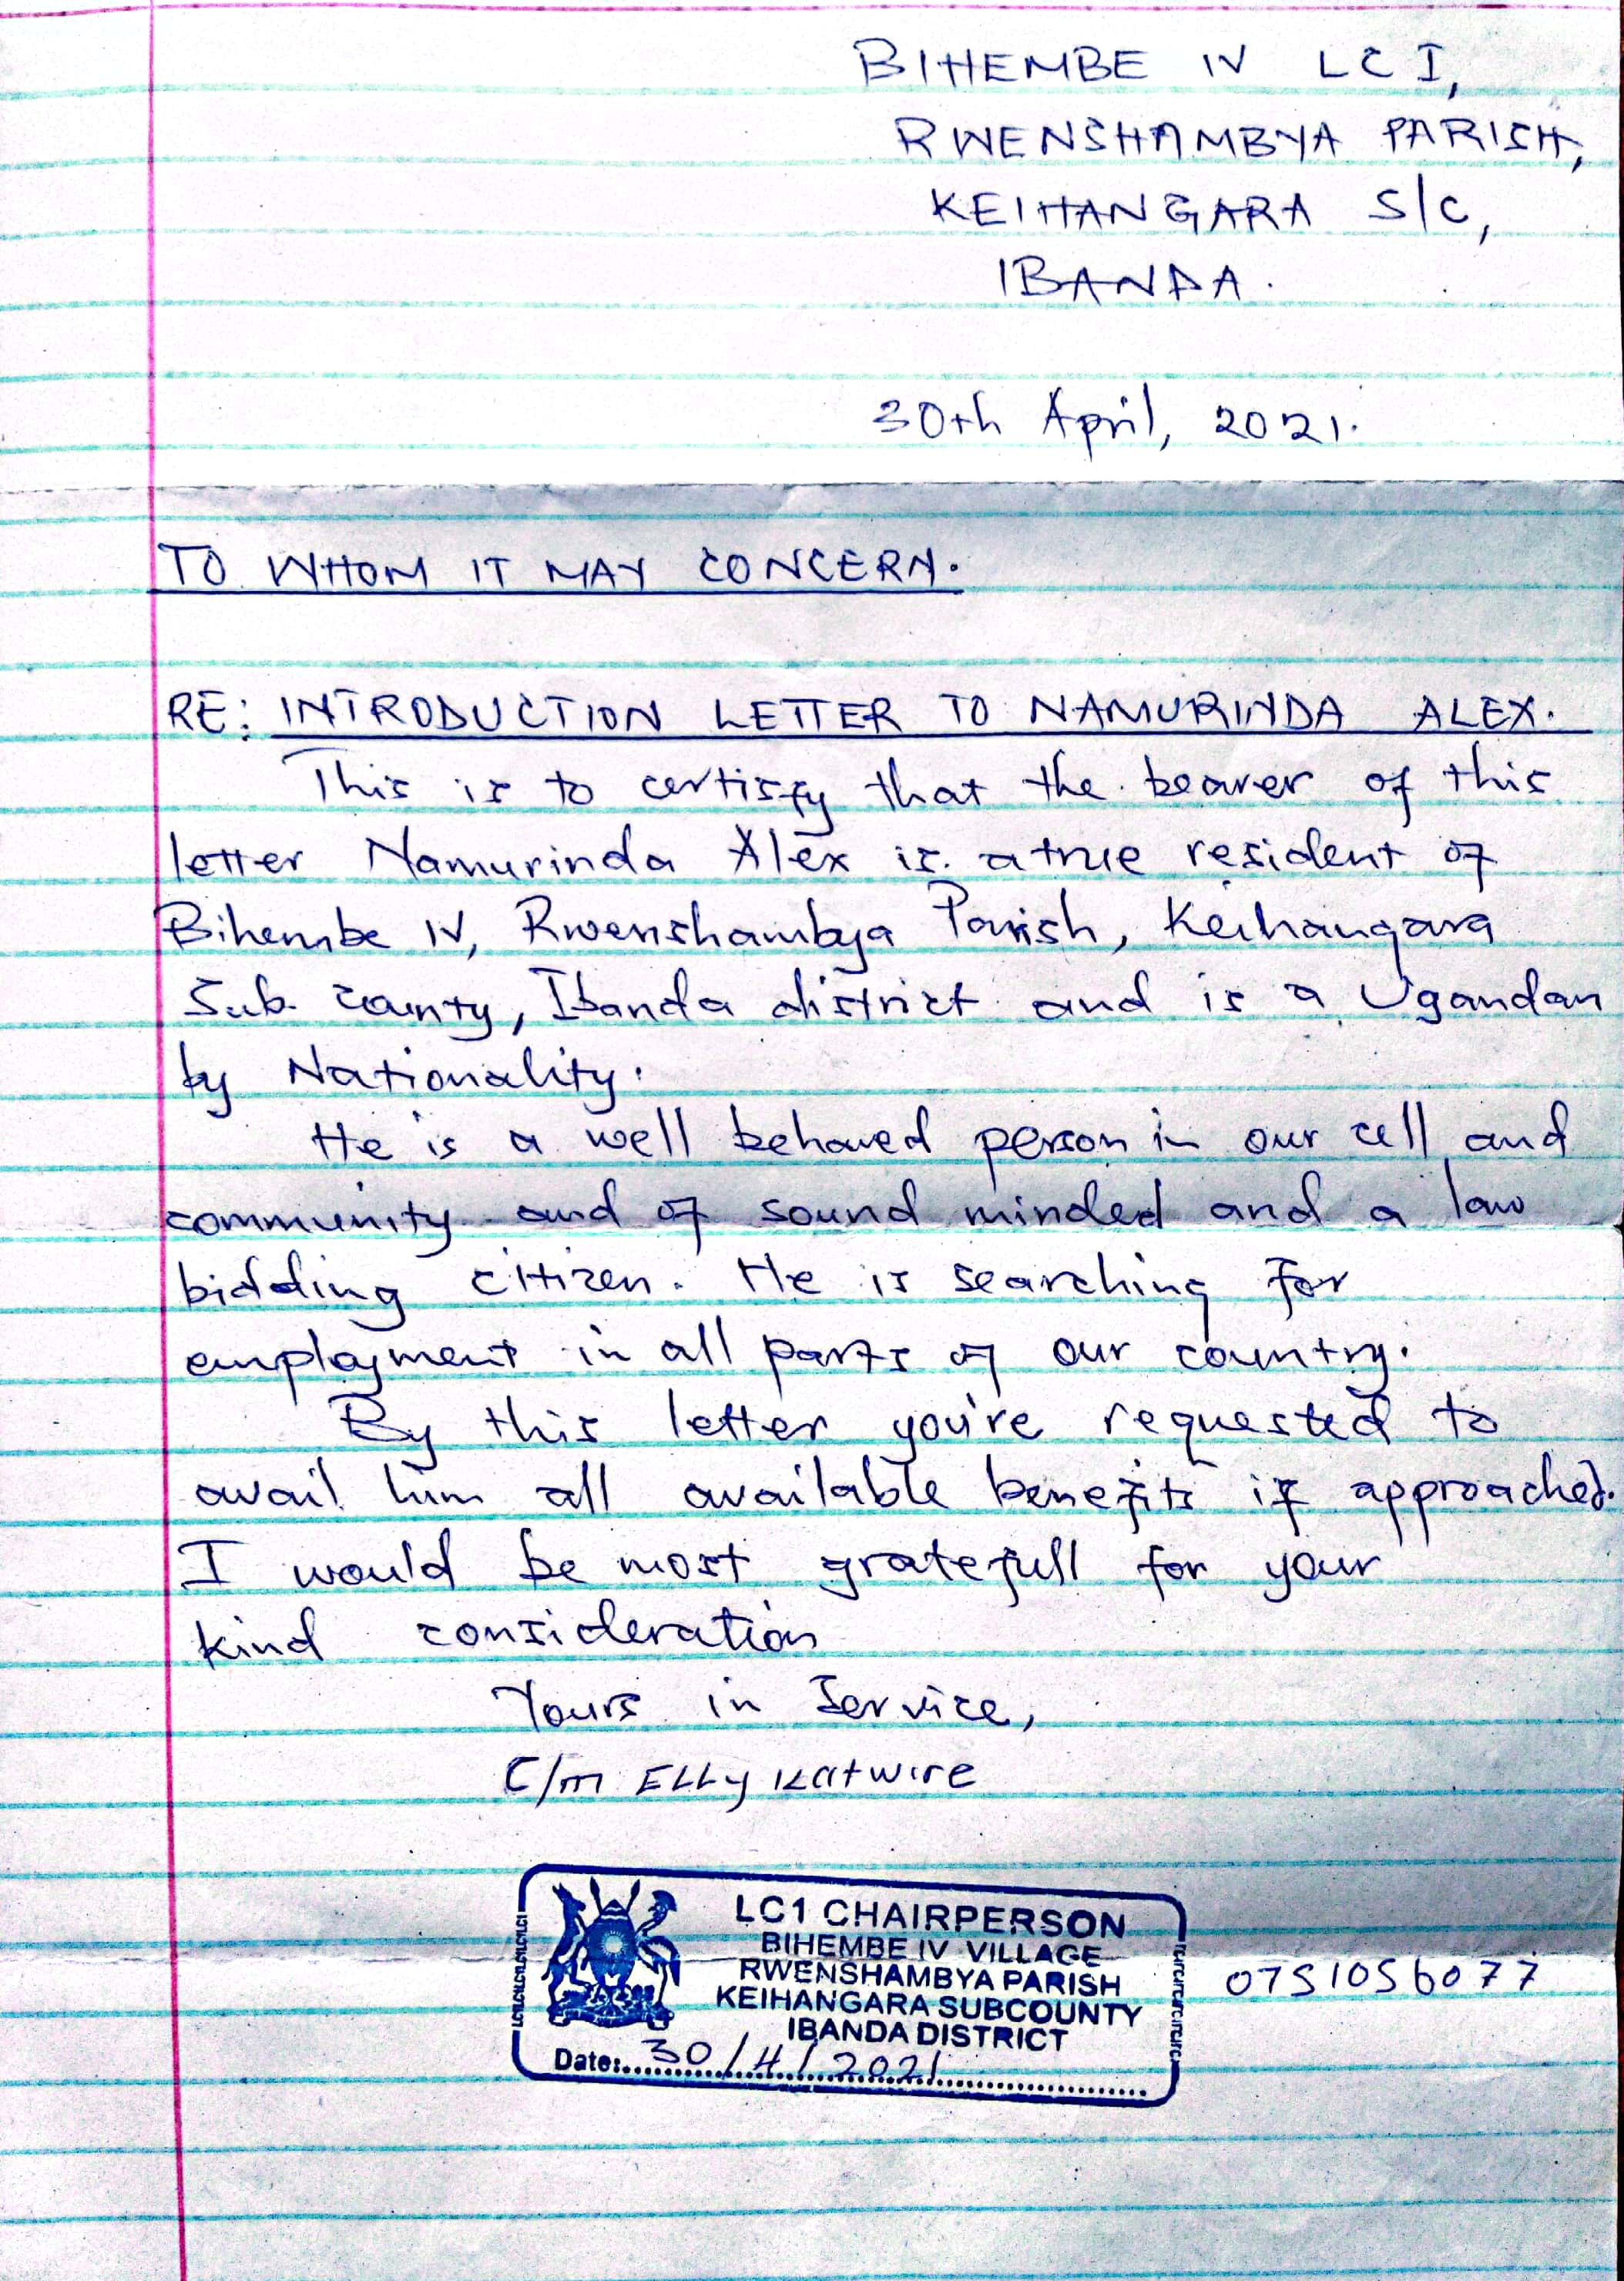 BIHEMBE IV LC I,
RWENSHAMBYA PARISH,
KEIHANGARA S/C,
IBANDA.
30th April, 2021.
TO WHOM IT MAY CONCERN.
RE: INTRODUCTION LETTER TO NAMURINDA ALEX.
This is to certisfy that the bearer of this
letter Namurinda Alex is a true resident of
Bihembe IV, Rwenshambya Parish, Keihangara
Sub- County, Ibanda district and is a Ugandan
by Nationality.
He is a well behaved person in our cell and
community and of sound minded and a law
bidding citizen. He is searching for
employment in all parts of our country.
By this letter you're requested to
avail him all available benefits if approached.
I would be most gratefull for your
kind consideration
Yours in Service,
C/m Elly Katwire
LC1 CHAIRPERSON
BIHEMBE IV VILLAGE
RWENSHAMBYA PARISH
KEIHANGARA SUBCOUNTY
IBANDA DISTRICT
Date: 30/4/2021
0751056077